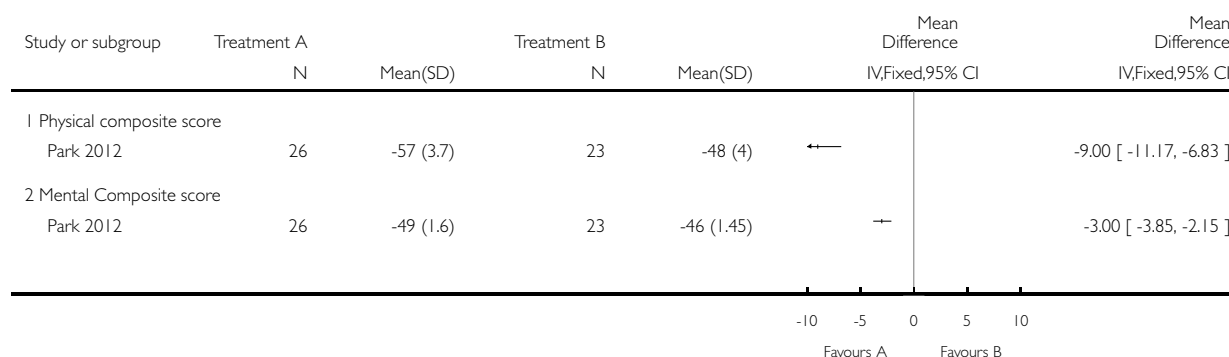 Study or subgroup Treatment A Treatment B Mean Difference Mean Difference
N Mean(SD) N Mean(SD) IV,Fixed,95% CI IV,Fixed,95% CI
1 Physical composite score
Park 2012 26 -57 (3.7) 23 -48 (4) -9.00 [ -11.17, -6.83 ]
2 Mental Composite score
Park 2012 26 -49 (1.6) 23 -46 (1.45) -3.00 [ -3.85, -2.15 ]
-10 -5 0 5 10
Favours A Favours B